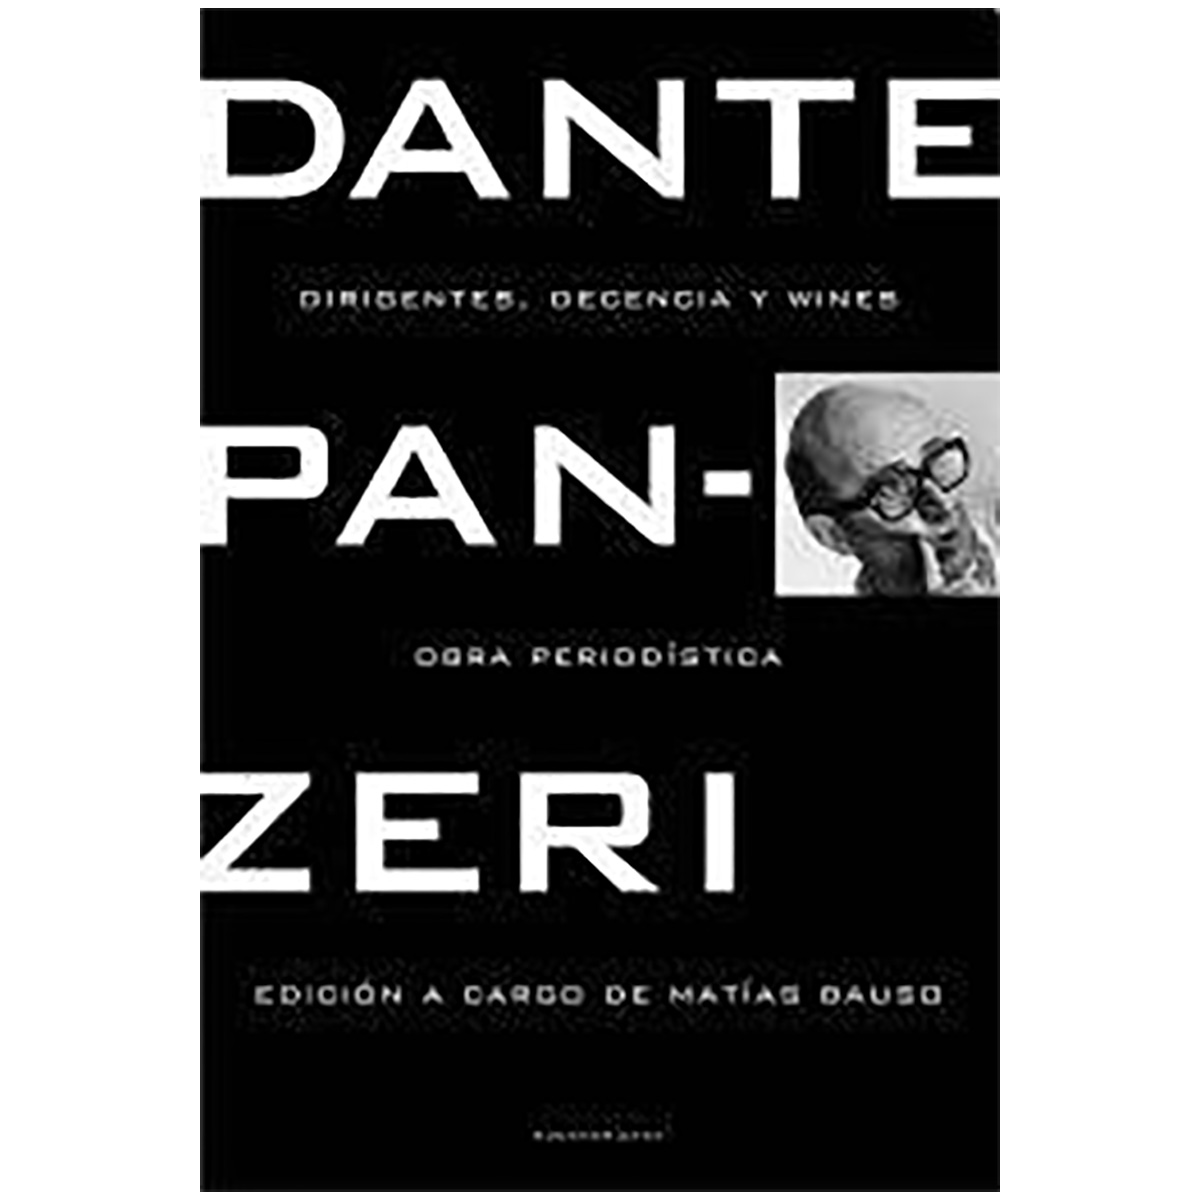 DANTE
DIRIGENTES, DECENCIA Y WINES
PAN-
OBRA PERIODÍSTICA
ZERI
EDICIÓN A CARGO DE MATÍAS BAUSO